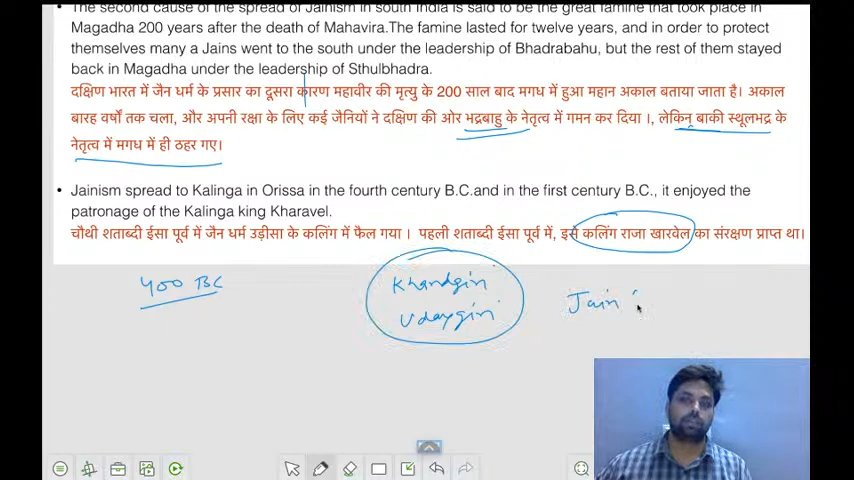 The second cause of the spread of Jainism in south India is said to be the great famine that took place in
Magadha 200 years after the death of Mahavira.The famine lasted for twelve years, and in order to protect
themselves many a Jains went to the south under the leadership of Bhadrabahu, but the rest of them stayed
back in Magadha under the leadership of Sthulbhadra.
दक्षिण भारत में जैन धर्म के प्रसार का दूसरा कारण महावीर की मृत्यु के 200 साल बाद मगध में हुआ महान अकाल बताया जाता है। अकाल
बारह वर्षों तक चला, और अपनी रक्षा के लिए कई जैनियों ने दक्षिण की ओर भद्रबाहु के नेतृत्व में गमन कर दिया ।, लेकिन बाकी स्थूलभद्र के
नेतृत्व में मगध में ही ठहर गए।
• Jainism spread to Kalinga in Orissa in the fourth century B.C.and in the first century B.C., it enjoyed the
patronage of the Kalinga king Kharavel.
चौथी शताब्दी ईसा पूर्व में जैन धर्म उड़ीसा के कलिंग में फैल गया । पहली शताब्दी ईसा पूर्व में, इसे कलिंग राजा खारवेल का संरक्षण प्राप्त था।
400 BC
Khandgiri
Udaygiri
Jain